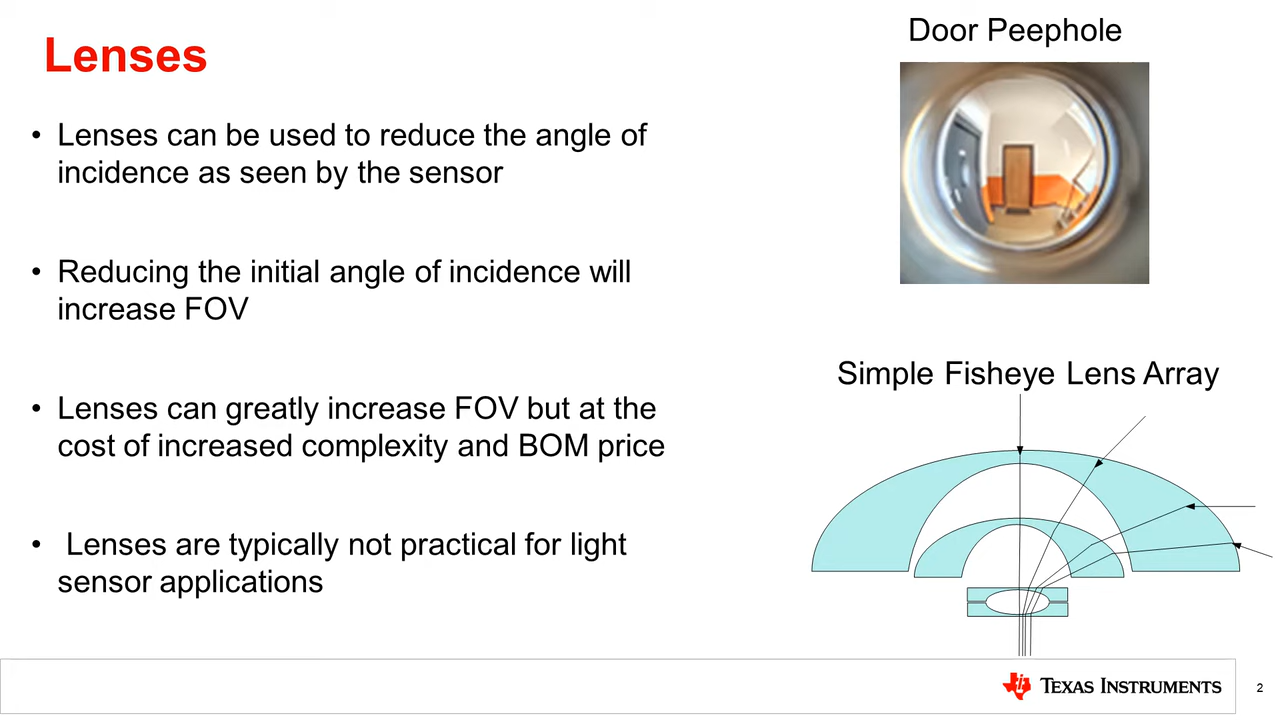 Lenses
• Lenses can be used to reduce the angle of
incidence as seen by the sensor
• Reducing the initial angle of incidence will
increase FOV
• Lenses can greatly increase FOV but at the
cost of increased complexity and BOM price
• Lenses are typically not practical for light
sensor applications
Door Peephole
Simple Fisheye Lens Array
TEXAS INSTRUMENTS
2